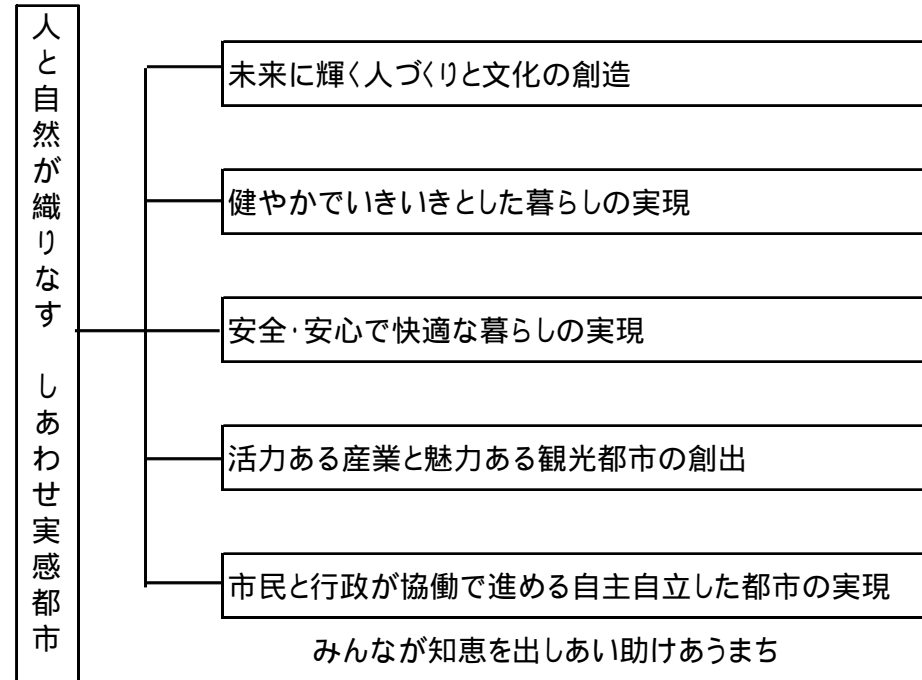 人と自然が織りなす　しあわせ実感都市
未来に輝く人づくりと文化の創造
健やかでいきいきとした暮らしの実現
安全・安心で快適な暮らしの実現
活力ある産業と魅力ある観光都市の創出
市民と行政が協働で進める自主自立した都市の実現
みんなが知恵を出しあい助けあうまち